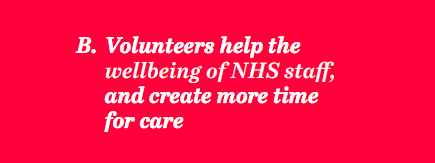 B. Volunteers help the
wellbeing of NHS staff,
and create more time
for care